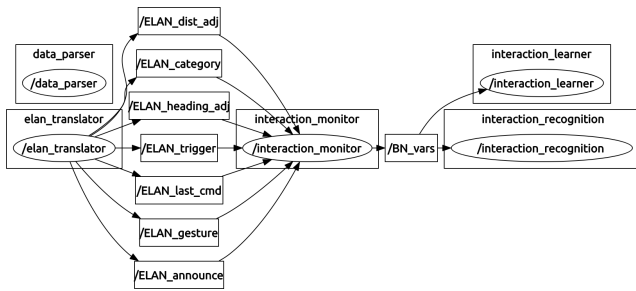 /ELAN_dist_adj
data_parser
/data_parser
/ELAN_category
interaction_learner
/interaction_learner
/ELAN_heading_adj
elan_translator
/elan_translator
/ELAN_trigger
interaction_monitor
/interaction_monitor
/BN_vars
interaction_recognition
/interaction_recognition
/ELAN_last_cmd
/ELAN_gesture
/ELAN_announce